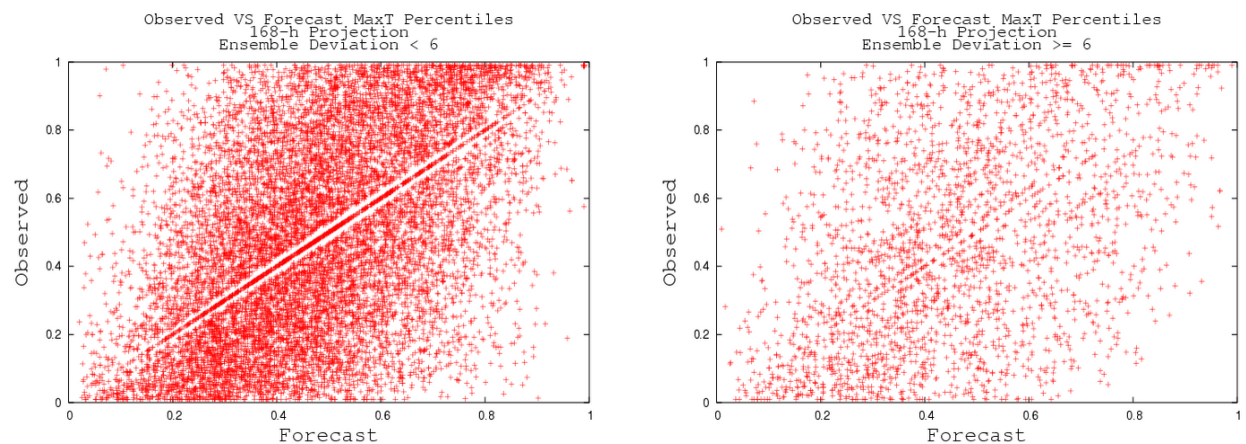 Observed VS Forecast MaxT Percentiles
168-h Projection
Ensemble Deviation < 6
1
0.8
0.6
0.4
0.2
0
Observed
0 0.2 0.4 0.6 0.8 1
Forecast
Observed VS Forecast MaxT Percentiles
168-h Projection
Ensemble Deviation >= 6
1
0.8
0.6
0.4
0.2
0
Observed
0 0.2 0.4 0.6 0.8 1
Forecast